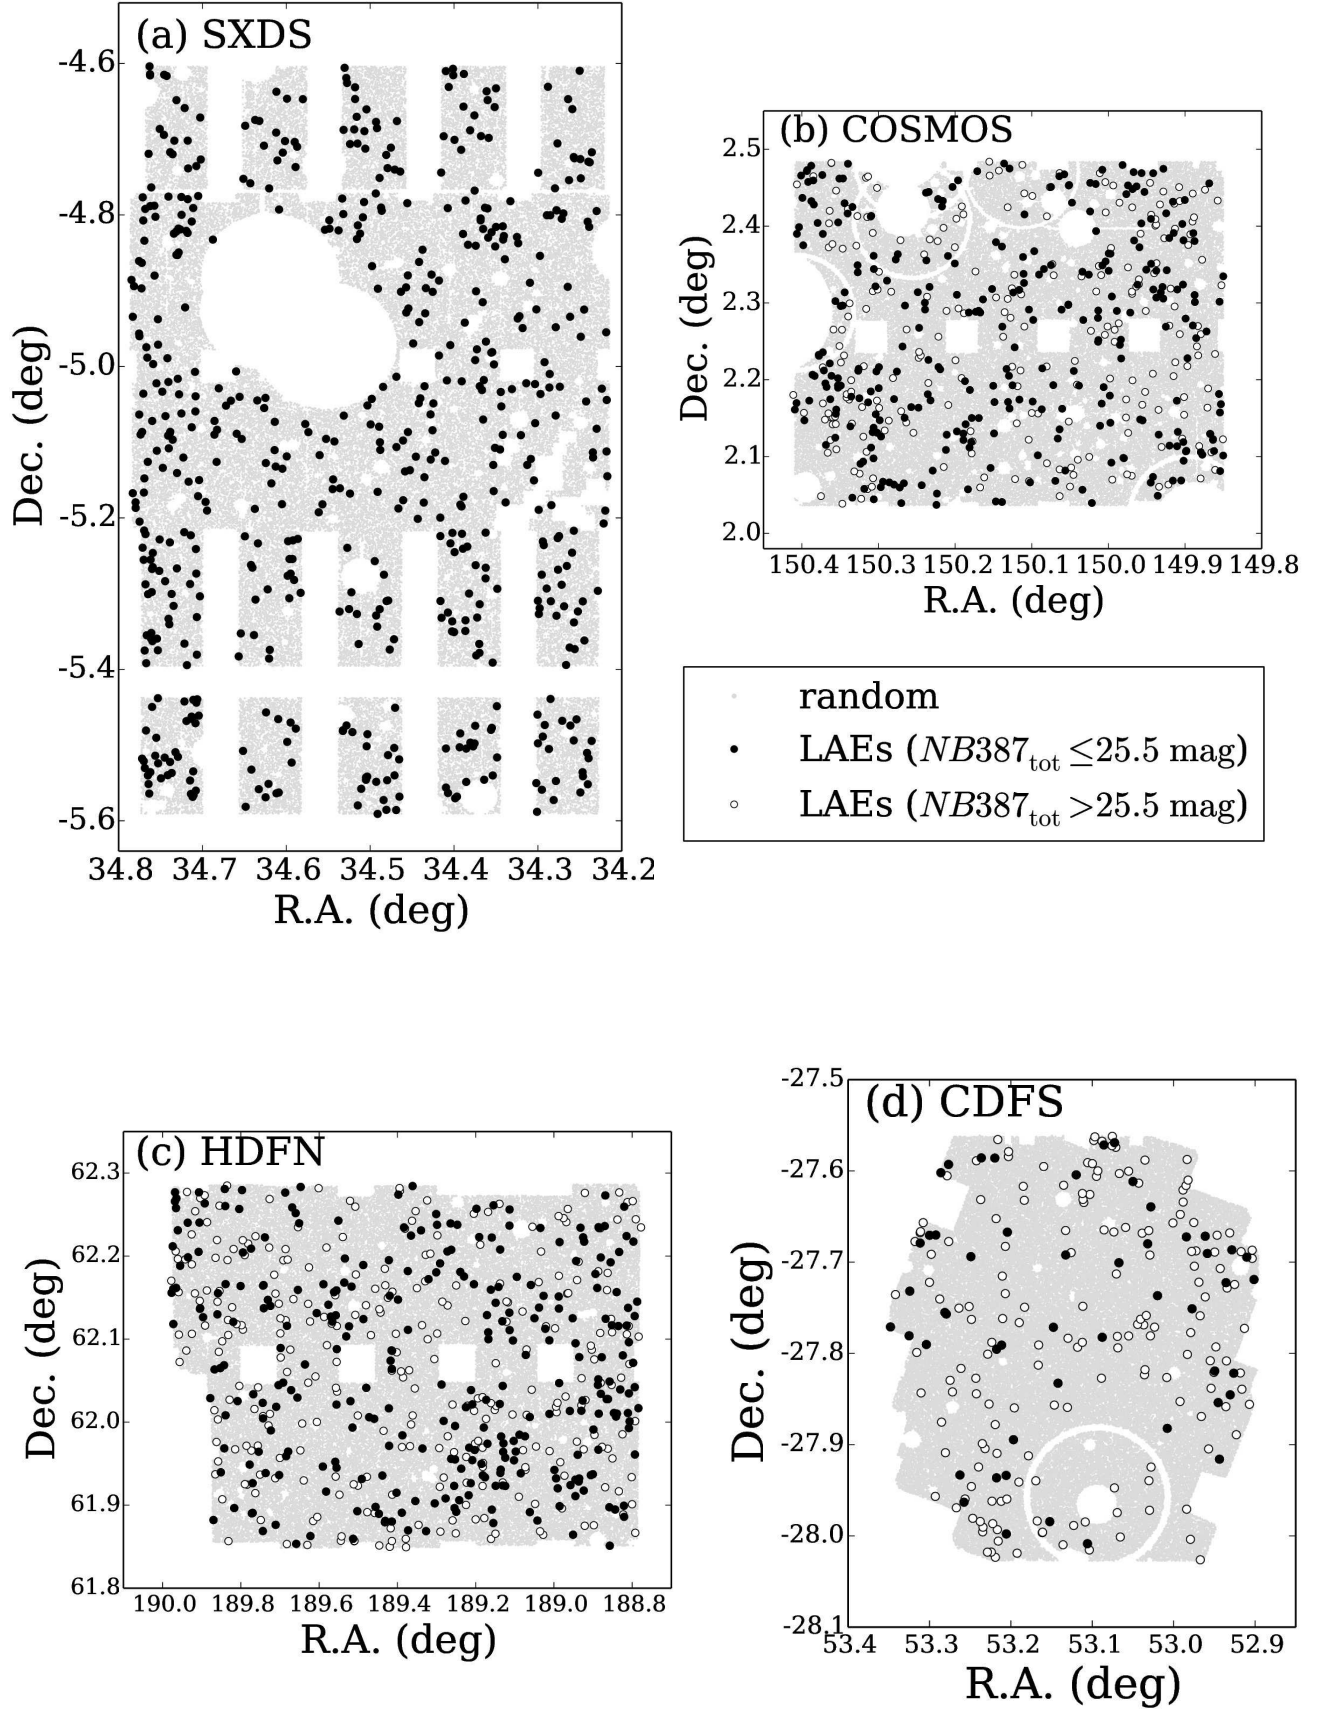 (a) SXDS
-4.6
-4.8
-5.0
-5.2
-5.4
-5.6
Dec. (deg)
34.8 34.7 34.6 34.5 34.4 34.3 34.2
R.A. (deg)
(b) COSMOS
2.5
2.4
2.3
2.2
2.1
2.0
Dec. (deg)
150.4 150.3 150.2 150.1 150.0 149.9 149.8
R.A. (deg)
random
LAEs (NB387tot ≤25.5 mag)
LAEs (NB387tot >25.5 mag)
(c) HDFN
62.3
62.2
62.1
62.0
61.9
61.8
Dec. (deg)
190.0 189.8 189.6 189.4 189.2 189.0 188.8
R.A. (deg)
(d) CDFS
-27.5
-27.6
-27.7
-27.8
-27.9
-28.0
-28.1
Dec. (deg)
53.4 53.3 53.2 53.1 53.0 52.9
R.A. (deg)